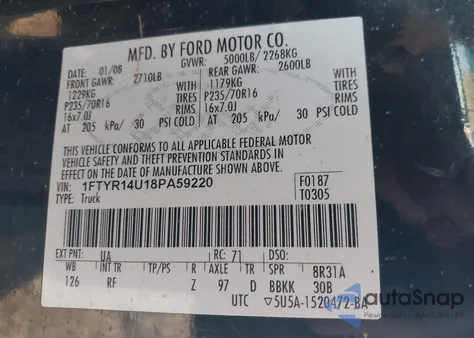 MFD. BY FORD MOTOR CO.
DATE: 01/08 GVWR: 5000LB/ 2268KG
FRONT GAWR: 2710LB REAR GAWR: 2600LB
1229KG WITH 1179KG WITH
P235/70R16 TIRES P235/70R16 TIRES
16x7.0J RIMS 16x7.0J RIMS
AT 205 kPa/ 30 PSI COLD AT 205 kPa/ 30 PSI COLD
THIS VEHICLE CONFORMS TO ALL APPLICABLE FEDERAL MOTOR
VEHICLE SAFETY AND THEFT PREVENTION STANDARDS IN
EFFECT ON THE DATE OF MANUFACTURE SHOWN ABOVE.
VIN: 1FTYR14U18PA59220 F0187
TYPE: Truck T0305
EXT PNT: UA RC: 71 DSO:
WB INT TR TP/PS R AXLE TR SPR 8R31A
126 RF Z 97 D BBKK 30B
UTC ▽5U5A-1520472-BA
autoSnap